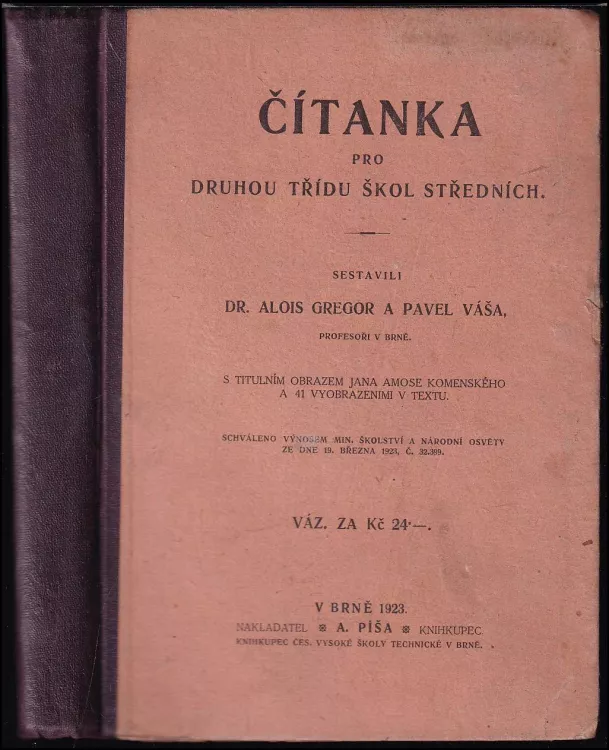 ČÍTANKA
PRO
DRUHOU TŘÍDU ŠKOL STŘEDNÍCH.
SESTAVILI
DR. ALOIS GREGOR A PAVEL VÁŠA,
PROFESOŘI V BRNĚ.
S TITULNÍM OBRAZEM JANA AMOSE KOMENSKÉHO
A 41 VYOBRAZENIMI V TEXTU.
SCHVÁLENO VÝNOSEM MIN. ŠKOLSTVÍ A NÁRODNÍ OSVĚTY
ZE DNE 19. BŘEZNA 1923, Č. 32.399.
VÁZ. ZA Kč 24·—.
V BRNĚ 1923.
NAKLADATEL ❊ A. PÍŠA ❊ KNIHKUPEC.
KNIHKUPEC ČES. VYSOKÉ ŠKOLY TECHNICKÉ V BRNĚ.